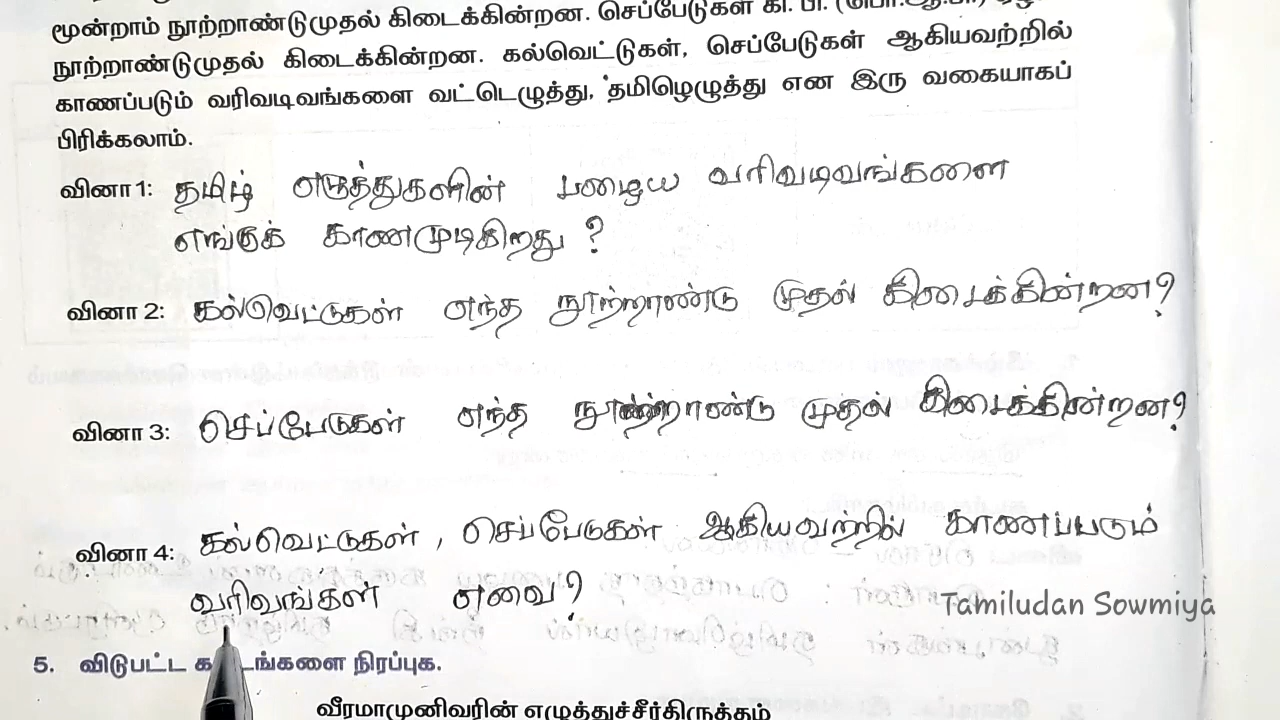 மூன்றாம் நூற்றாண்டுமுதல் கிடைக்கின்றன. செப்பேடுகள் கி. பி. (பொ.ஆ.பி.)
நூற்றாண்டுமுதல் கிடைக்கின்றன. கல்வெட்டுகள், செப்பேடுகள் ஆகியவற்றில்
காணப்படும் வரிவடிவங்களை வட்டெழுத்து, தமிழெழுத்து என இரு வகையாகப்
பிரிக்கலாம்.
வினா 1: தமிழ் எழுத்துகளின் பழைய வரிவடிவங்களை
எங்குக் காணமுடிகிறது ?
வினா 2: கல்வெட்டுகள் எந்த நூற்றாண்டு முதல் கிடைக்கின்றன?
வினா 3: செப்பேடுகள் எந்த நூற்றாண்டு முதல் கிடைக்கின்றன?
வினா 4: கல்வெட்டுகள் , செப்பேடுகள் ஆகியவற்றில் காணப்படும்
வரிவங்கள் எவை?
Tamiludan Sowmiya
5. விடுபட்ட நிரப்புக.
வீரமாமுனிவரின் எழுத்துச்சீர்திருத்தம்